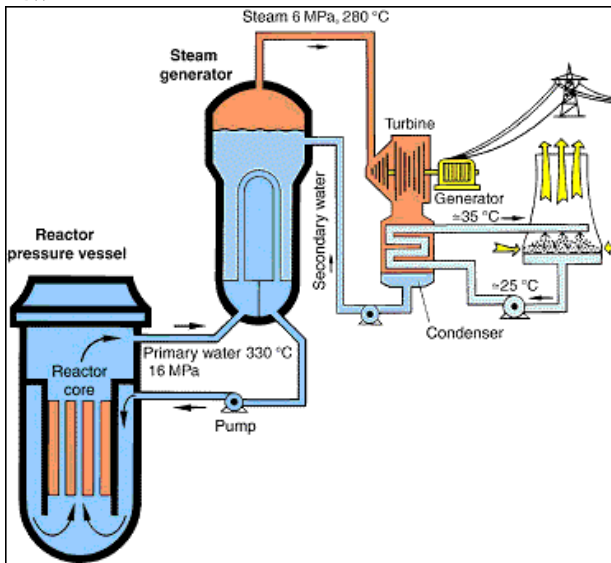 Steam 6 MPa, 280 °C
Steam
generator
Turbine
Generator
≃35 °C
Secondary water
Reactor
pressure vessel
≃25 °C
Condenser
Primary water 330 °C
16 MPa
Reactor
core
Pump